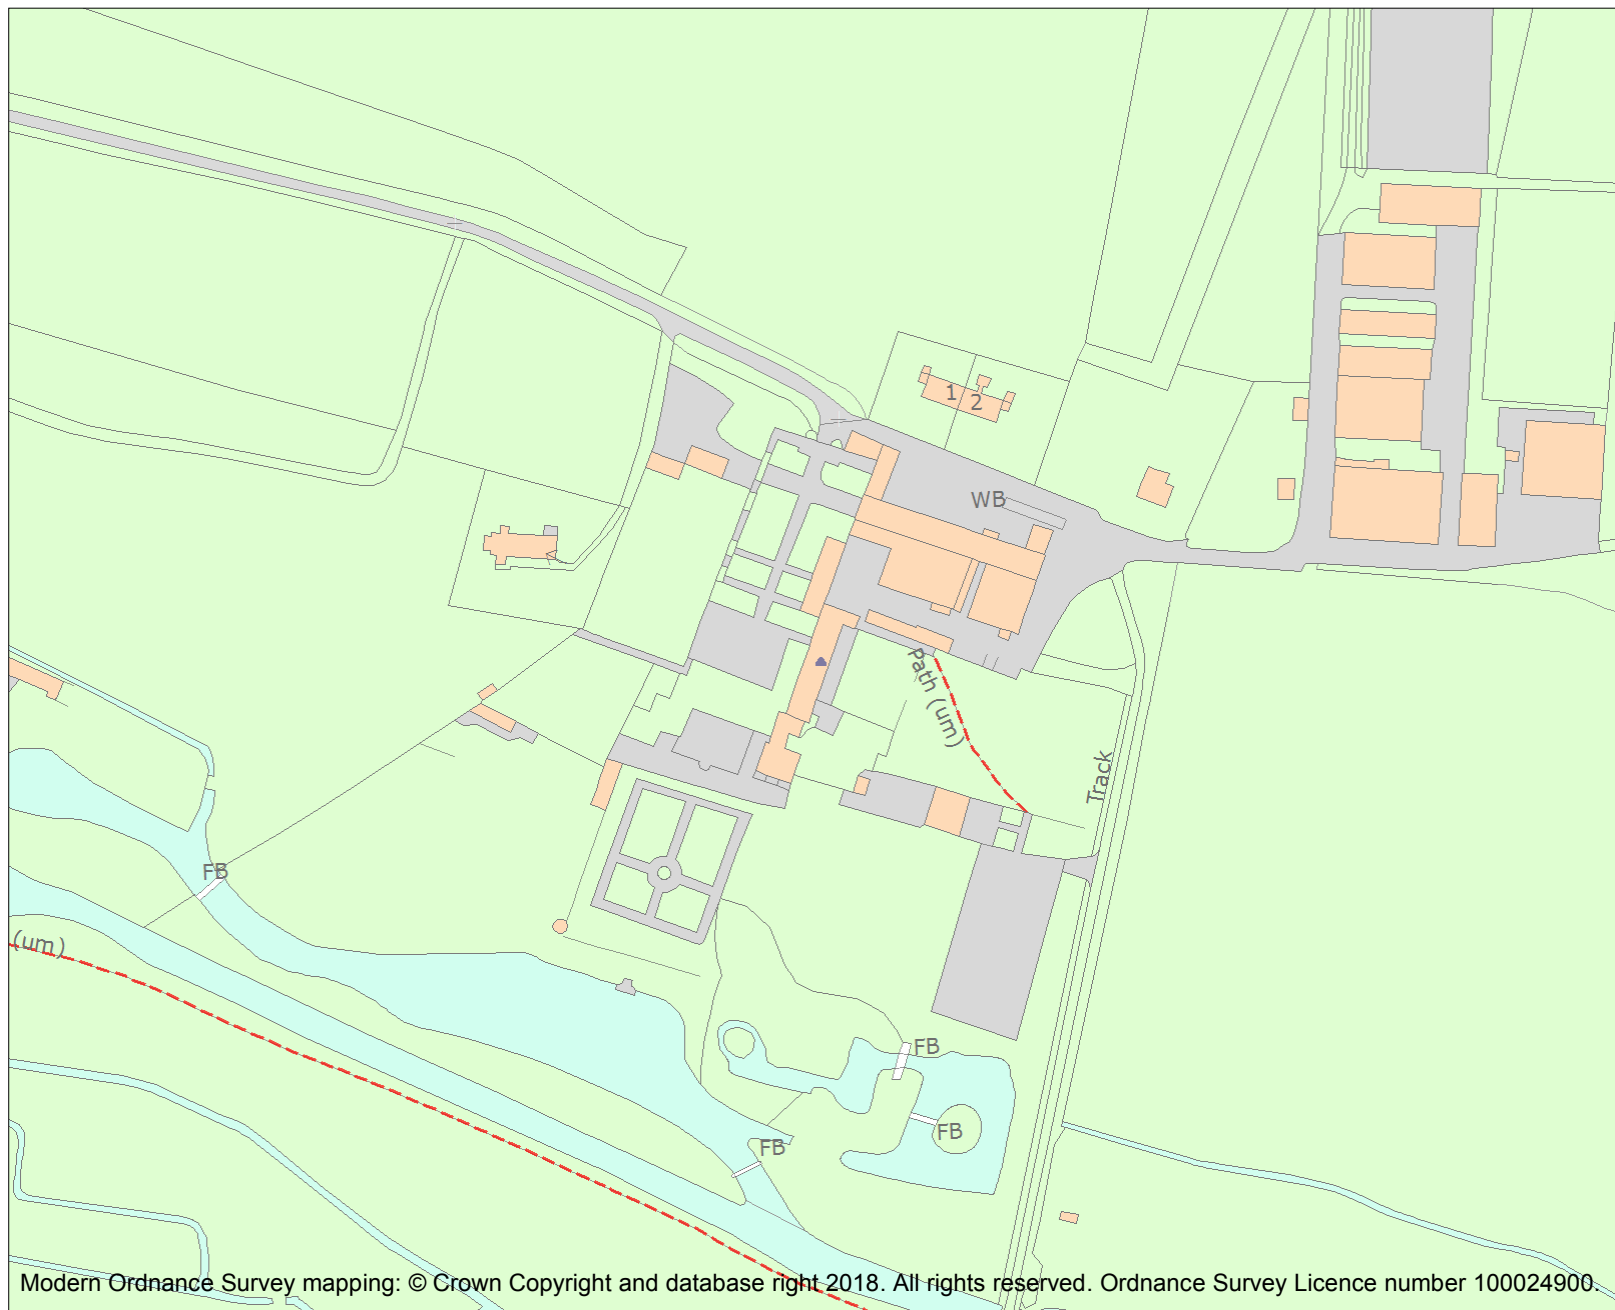 1
2
WB
Path (um)
Track
FB
(um)
FB
FB
FB
Modern Ordnance Survey mapping: © Crown Copyright and database right 2018. All rights reserved. Ordnance Survey Licence number 100024900.